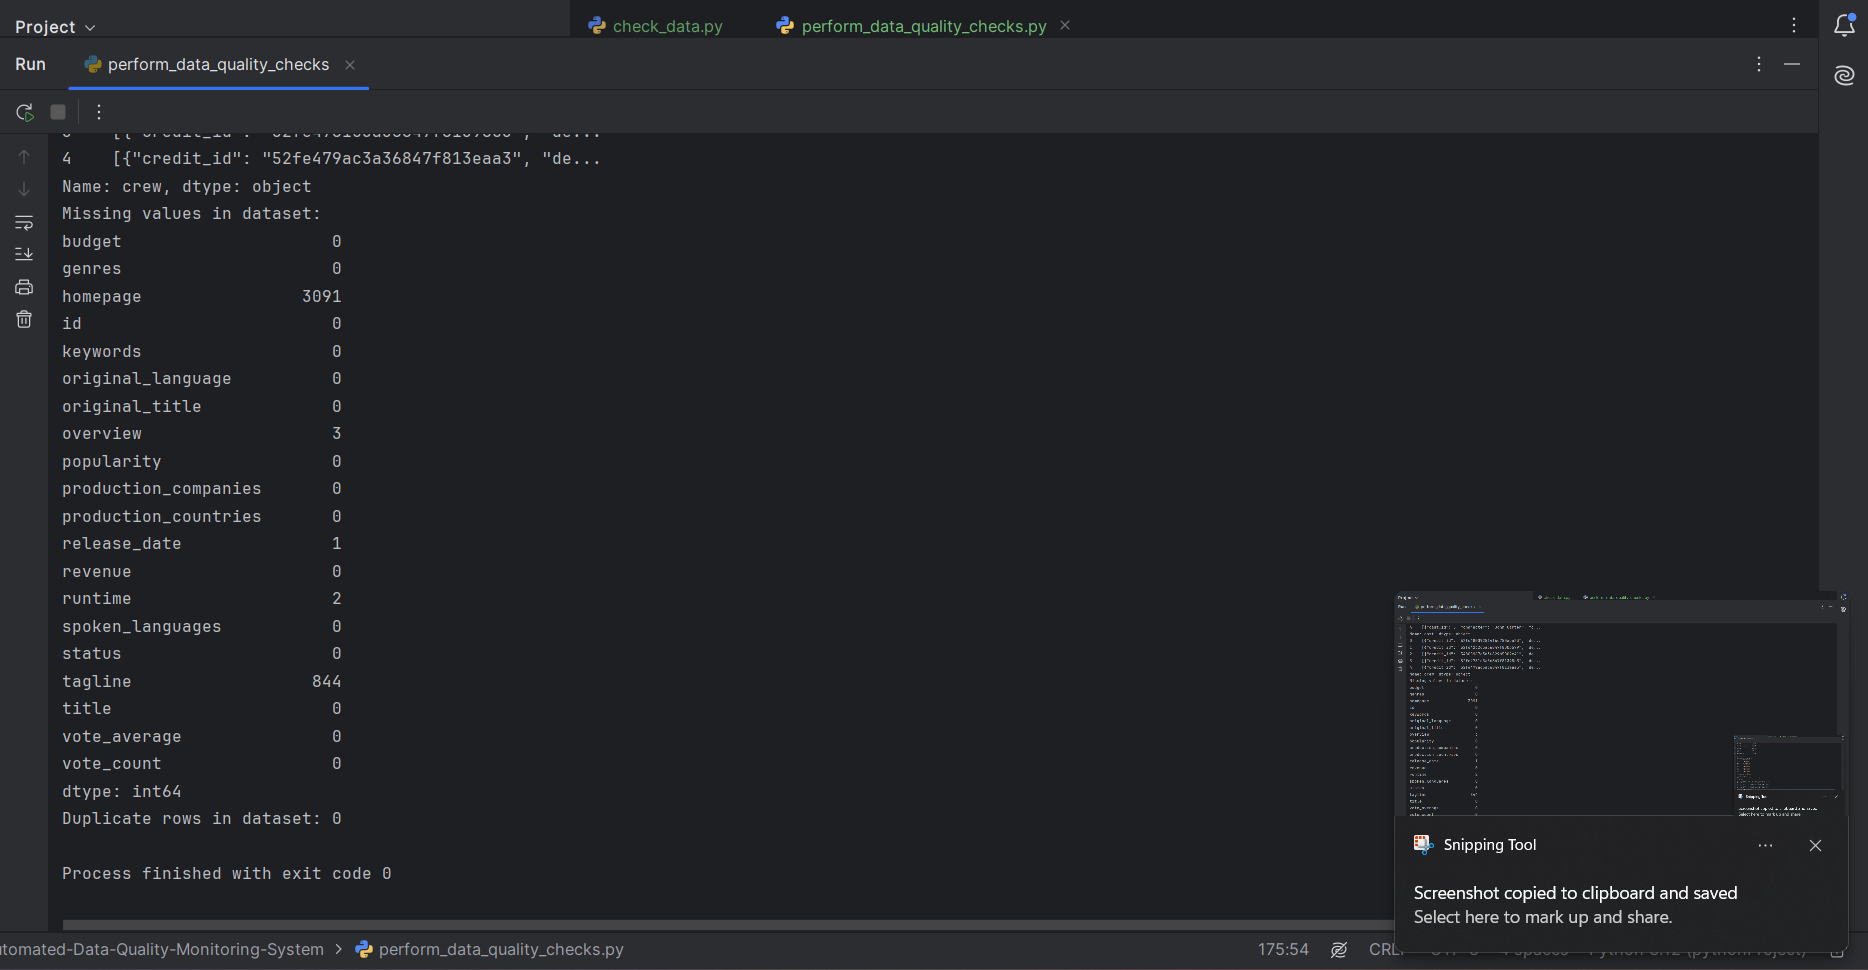 Project
check_data.py
perform_data_quality_checks.py
Run
perform_data_quality_checks
4    [{"credit_id": "52fe479ac3a36847f813eaa3", "de...
Name: crew, dtype: object
Missing values in dataset:
budget                     0
genres                     0
homepage                3091
id                         0
keywords                   0
original_language          0
original_title             0
overview                   3
popularity                 0
production_companies       0
production_countries       0
release_date               1
revenue                    0
runtime                    2
spoken_languages           0
status                     0
tagline                  844
title                      0
vote_average               0
vote_count                 0
dtype: int64
Duplicate rows in dataset: 0
Process finished with exit code 0
Snipping Tool
Screenshot copied to clipboard and saved
Select here to mark up and share.
utomated-Data-Quality-Monitoring-System > perform_data_quality_checks.py
175:54